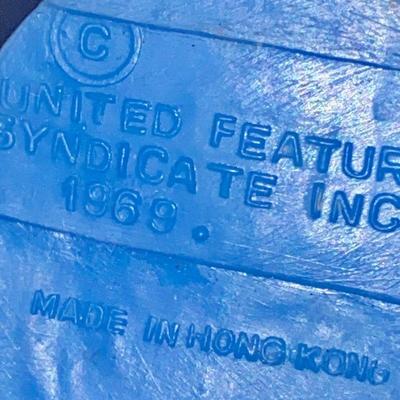 ©
UNITED FEATUR
SYNDICATE INC
1969.
MADE IN HONG KONG